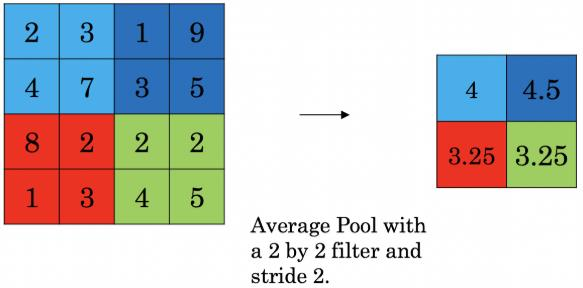 2 3 1 9
4 7 3 5
8 2 2 2
1 3 4 5
4 4.5
3.25 3.25
Average Pool with
a 2 by 2 filter and
stride 2.